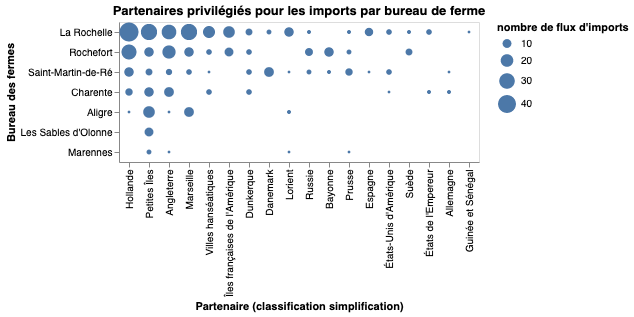 Partenaires privilégiés pour les imports par bureau de ferme
nombre de flux d'imports
10
20
30
40
Bureau des fermes
La Rochelle
Rochefort
Saint-Martin-de-Ré
Charente
Aligre
Les Sables d'Olonne
Marennes
Hollande
Petites Îles
Angleterre
Marseille
Villes hanséatiques
Îles françaises de l'Amérique
Dunkerque
Danemark
Lorient
Russie
Bayonne
Prusse
Espagne
États-Unis d'Amérique
Suède
États de l'Empereur
Allemagne
Guinée et Sénégal
Partenaire (classification simplification)